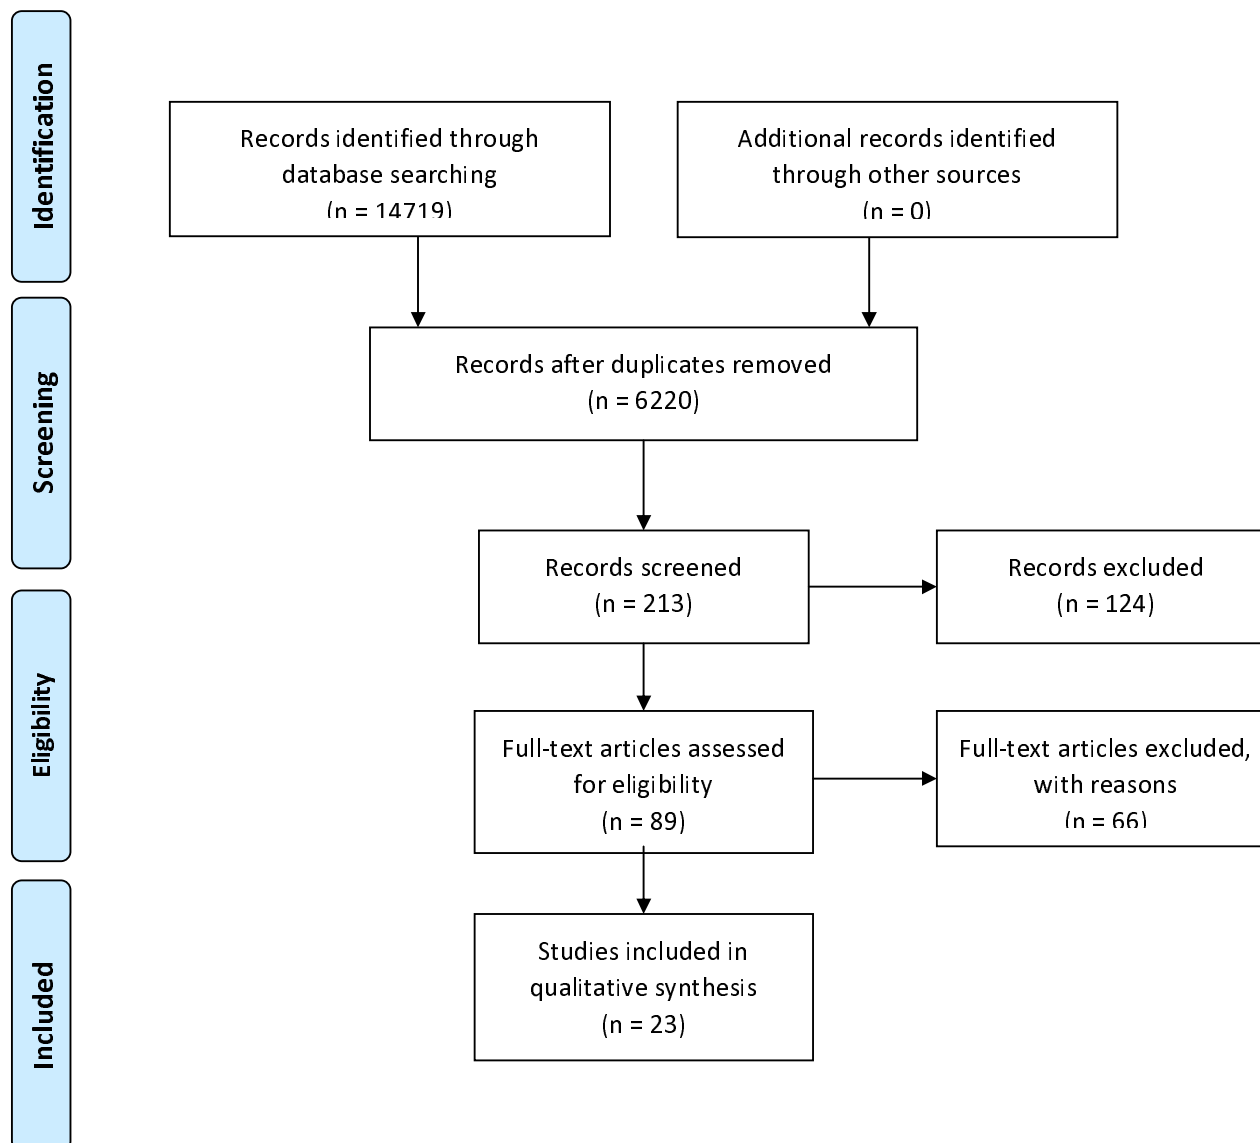 Identification
Records identified through
database searching
(n = 14719)
Additional records identified
through other sources
(n = 0)
Screening
Records after duplicates removed
(n = 6220)
Records screened
(n = 213)
Records excluded
(n = 124)
Eligibility
Full-text articles assessed
for eligibility
(n = 89)
Full-text articles excluded,
with reasons
(n = 66)
Included
Studies included in
qualitative synthesis
(n = 23)